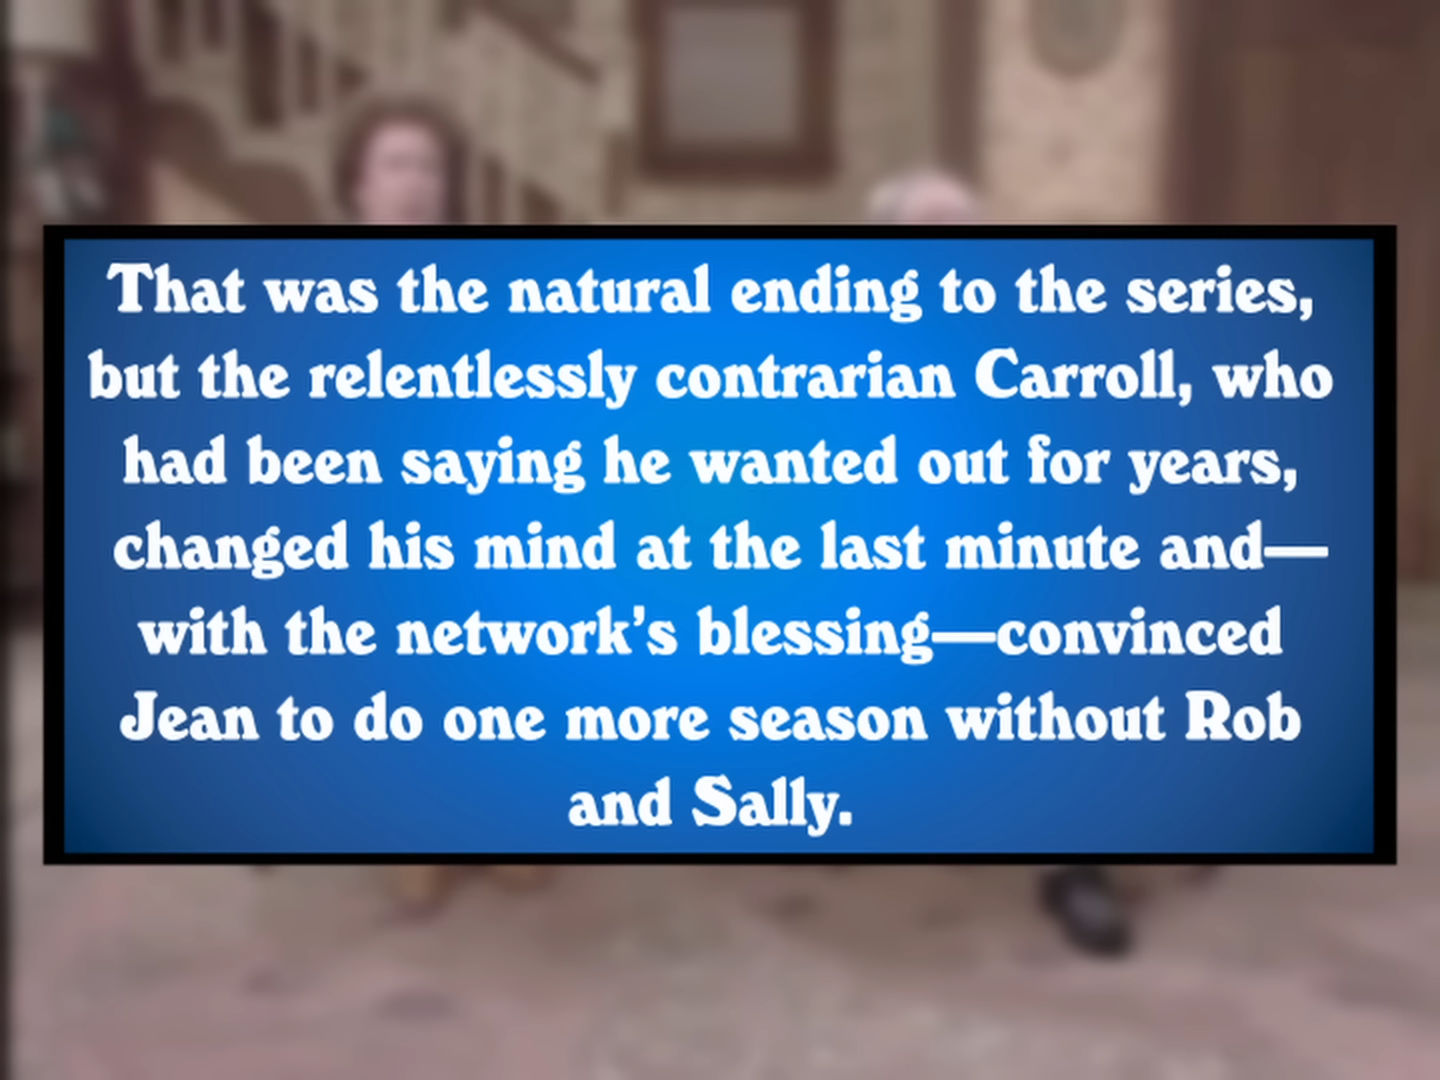 That was the natural ending to the series,
but the relentlessly contrarian Carroll, who
had been saying he wanted out for years,
changed his mind at the last minute and—
with the network’s blessing—convinced
Jean to do one more season without Rob
and Sally.